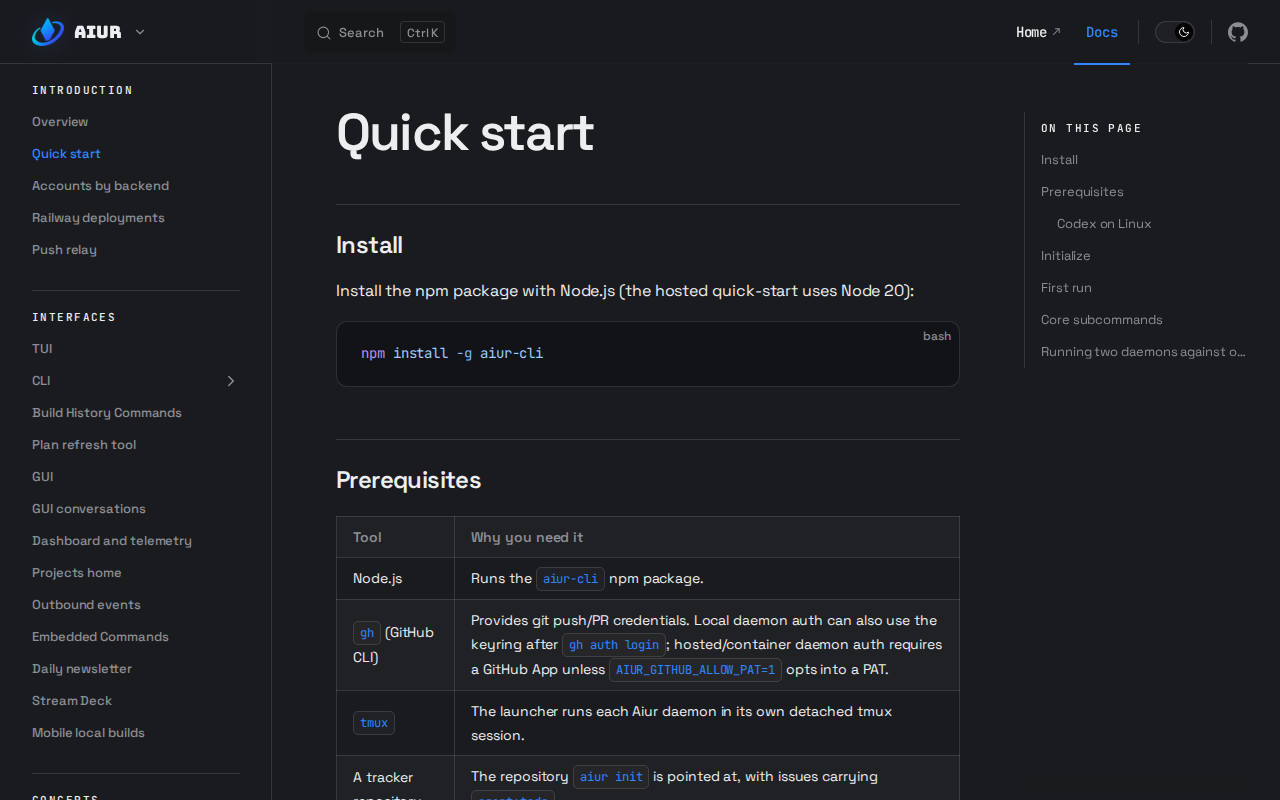 AIUR
Search Ctrl K
Home
Docs
INTRODUCTION
Overview
Quick start
Accounts by backend
Railway deployments
Push relay
INTERFACES
TUI
CLI
Build History Commands
Plan refresh tool
GUI
GUI conversations
Dashboard and telemetry
Projects home
Outbound events
Embedded Commands
Daily newsletter
Stream Deck
Mobile local builds
CONCEPTS
Quick start
Install
Install the npm package with Node.js (the hosted quick-start uses Node 20):
bash
npm install -g aiur-cli
Prerequisites
Tool Why you need it
Node.js Runs the aiur-cli npm package.
gh (GitHub CLI)
Provides git push/PR credentials. Local daemon auth can also use the
keyring after gh auth login; hosted/container daemon auth requires
a GitHub App unless AIUR_GITHUB_ALLOW_PAT=1 opts into a PAT.
tmux
The launcher runs each Aiur daemon in its own detached tmux
session.
A tracker
repository
The repository aiur init is pointed at, with issues carrying
ON THIS PAGE
Install
Prerequisites
Codex on Linux
Initialize
First run
Core subcommands
Running two daemons against o…